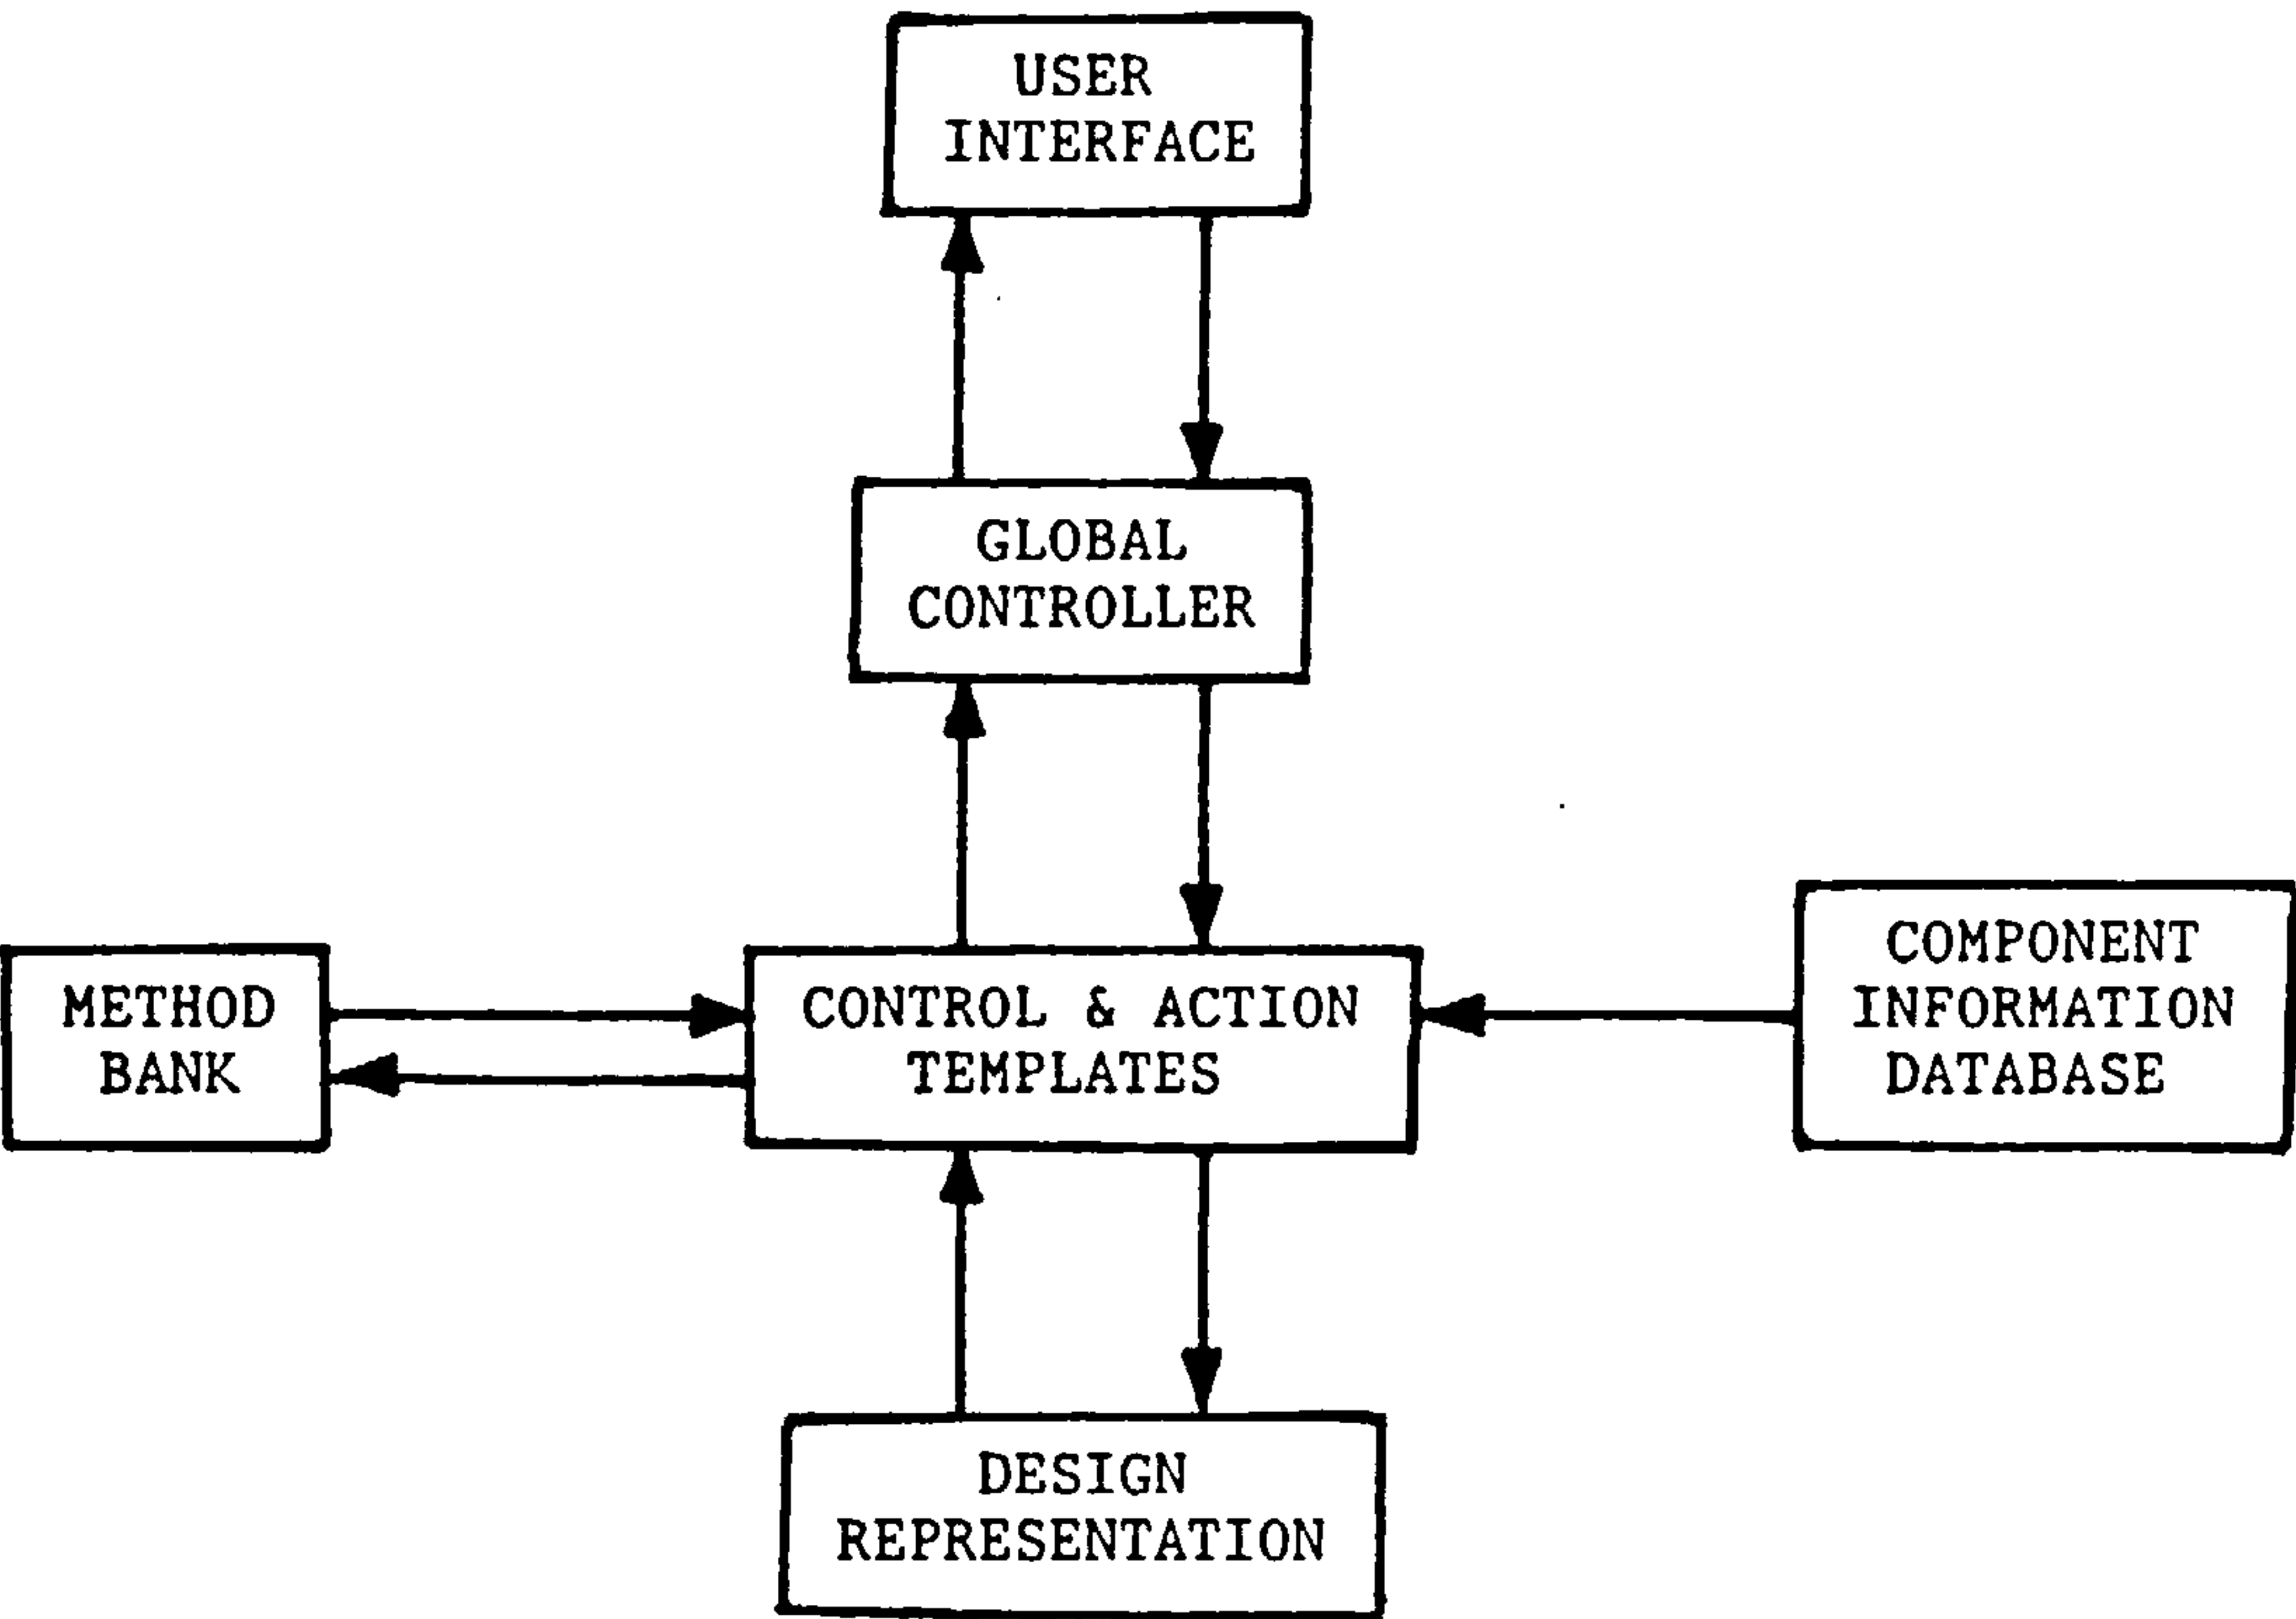 USER
INTERFACE
GLOBAL
CONTROLLER
METHOD
BANK
CONTROL & ACTION
TEMPLATES
COMPONENT
INFORMATION
DATABASE
DESIGN
REPRESENTATION